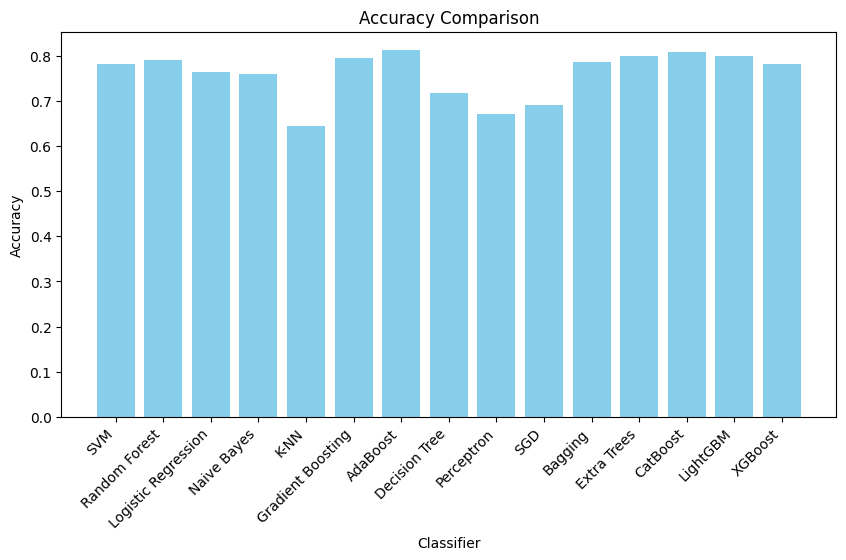 Accuracy Comparison
Accuracy
0.8
0.7
0.6
0.5
0.4
0.3
0.2
0.1
0.0
SVM
Random Forest
Logistic Regression
Naive Bayes
K-NN
Gradient Boosting
AdaBoost
Decision Tree
Perceptron
SGD
Bagging
Extra Trees
CatBoost
LightGBM
XGBoost
Classifier